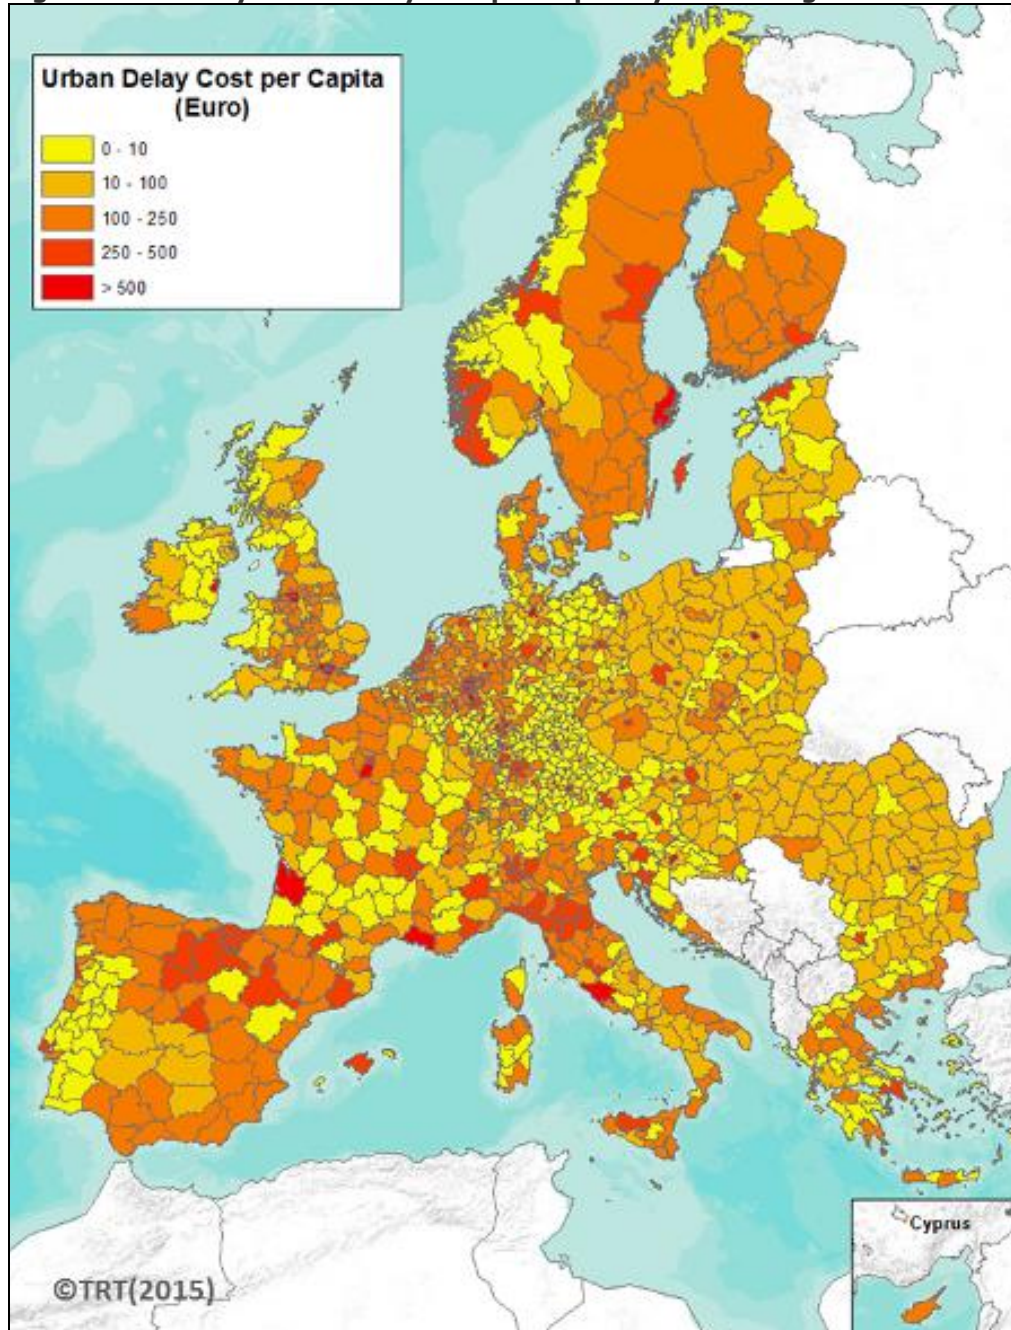 Urban Delay Cost per Capita
(Euro)
0 - 10
10 - 100
100 - 250
250 - 500
> 500
Cyprus
©TRT(2015)